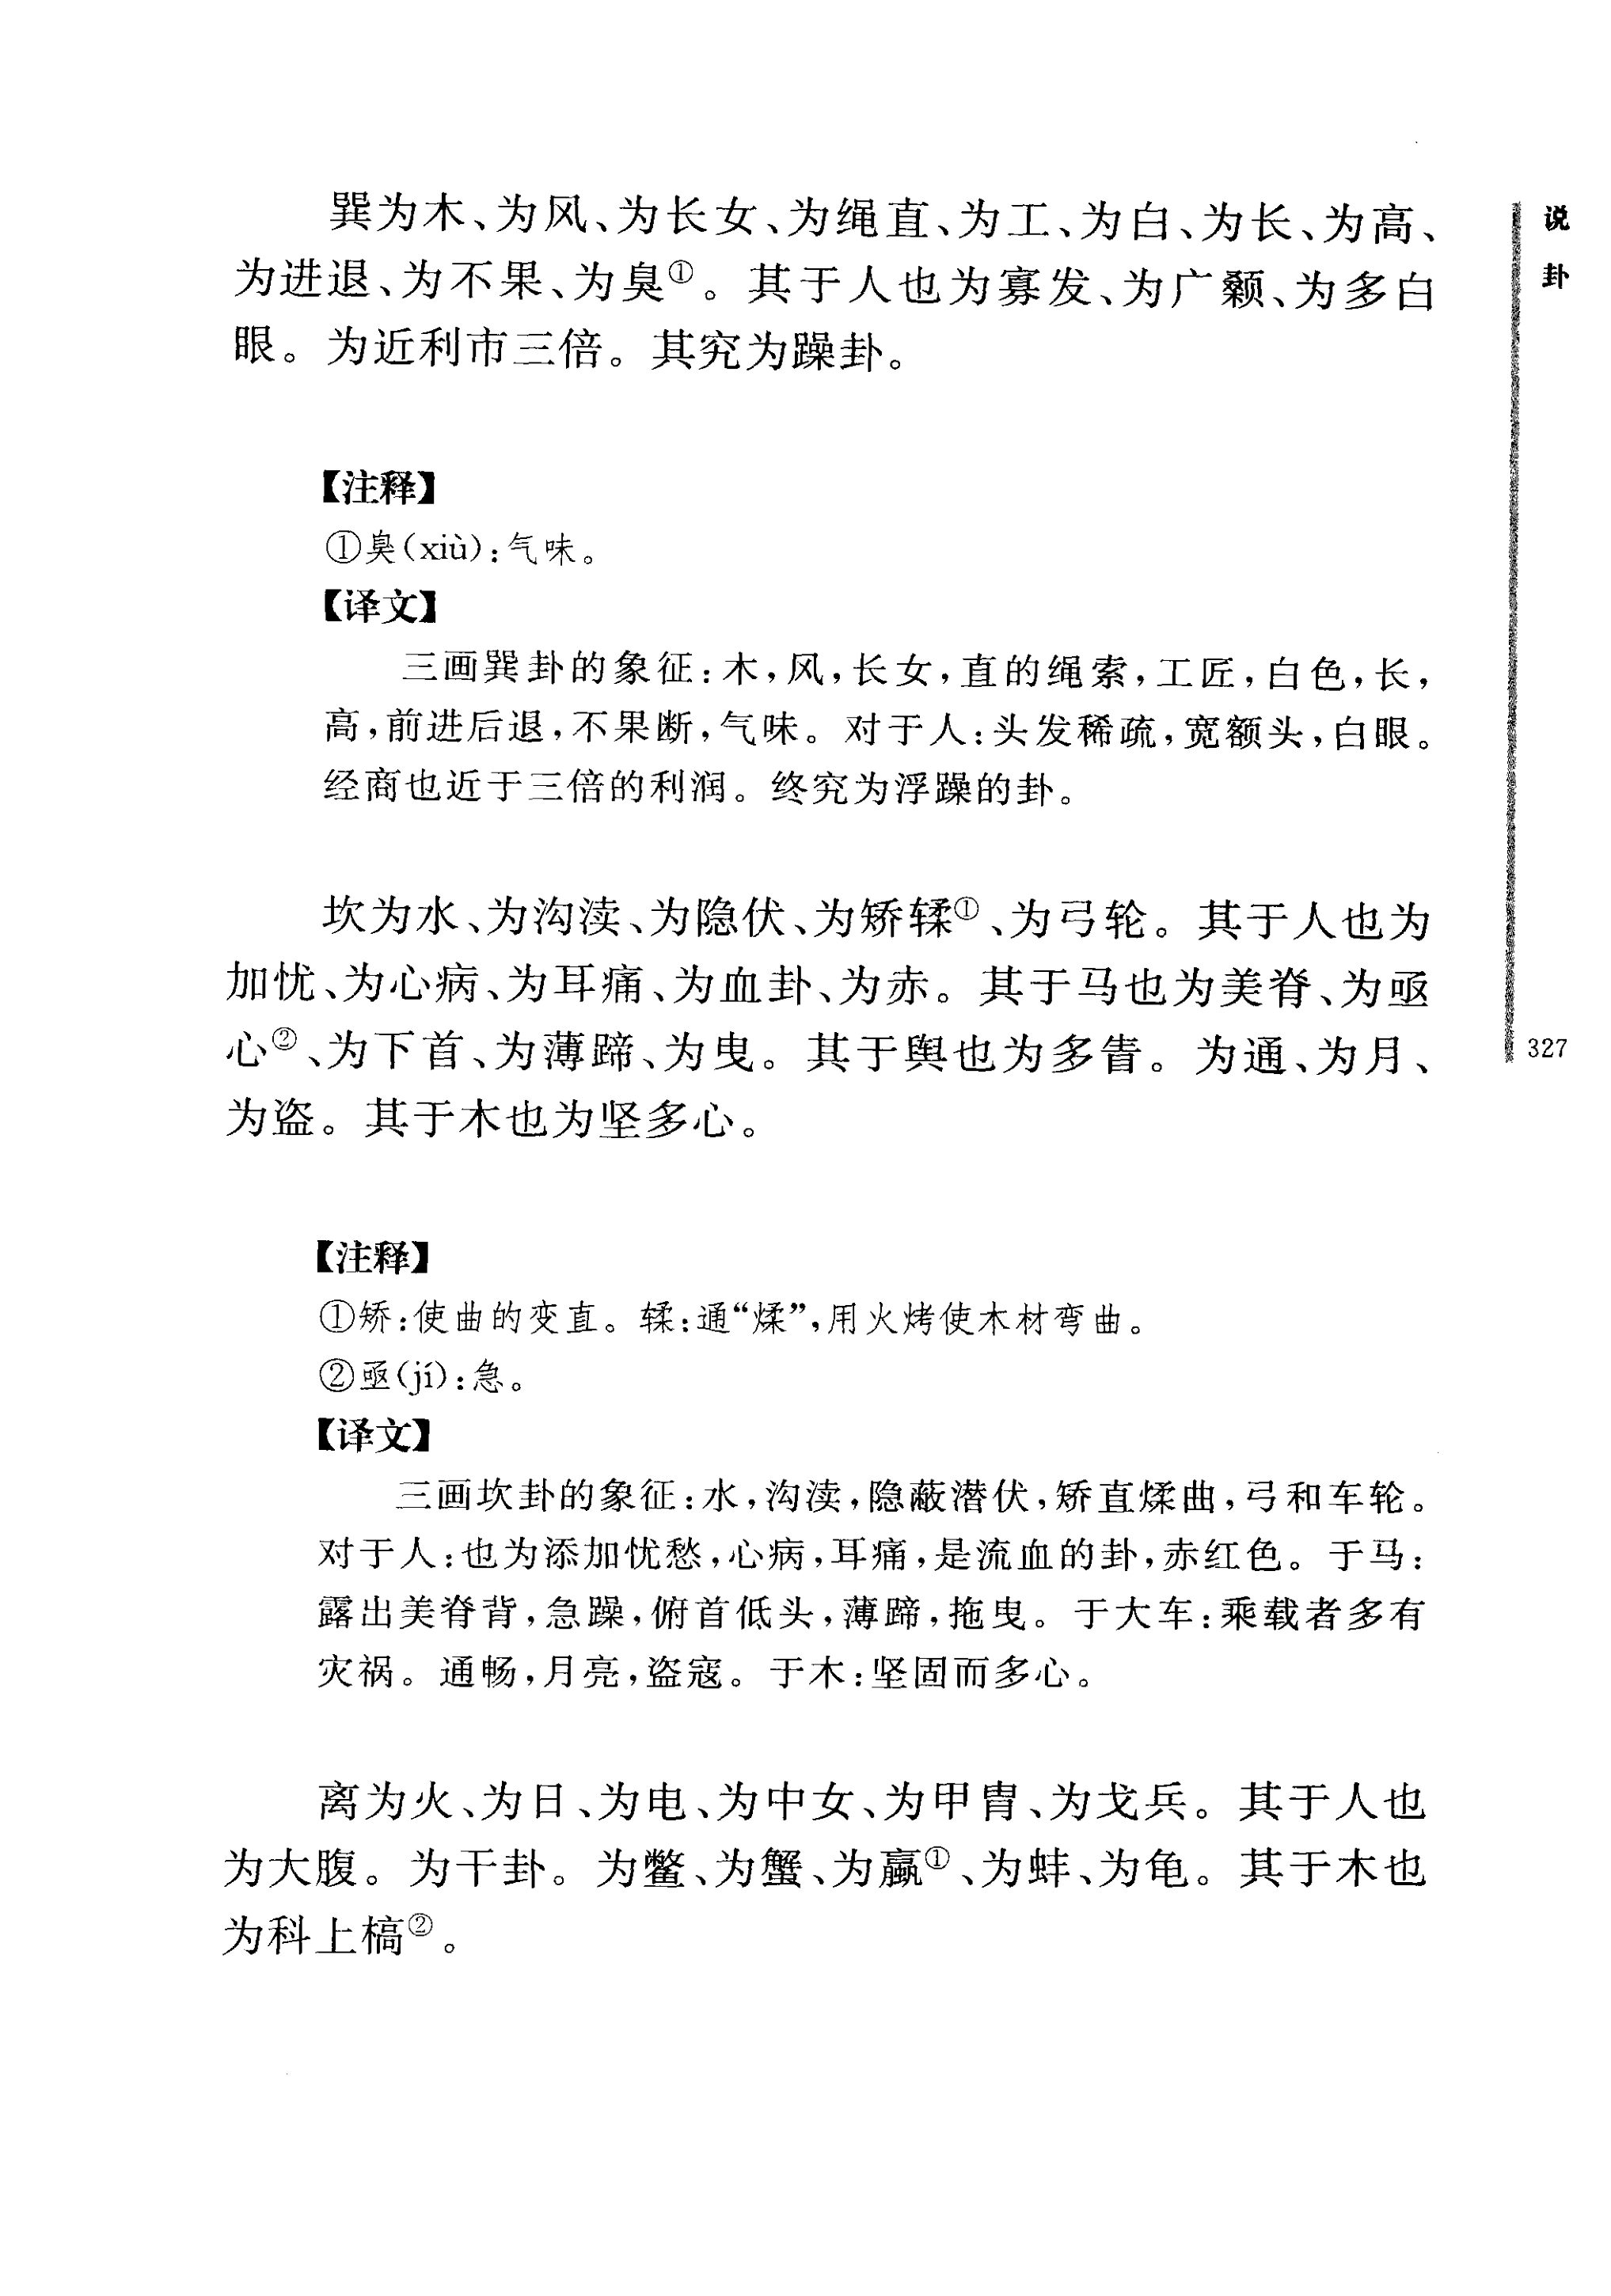 巽为木、为风、为长女、为绳直、为工、为白、为长、为高、
为进退、为不果、为臭①。其于人也为寡发、为广颡、为多白
眼。为近利市三倍。其究为躁卦。
【注释】
①臭(xiù):气味。
【译文】
三画巽卦的象征:木,风,长女,直的绳索,工匠,白色,长,
高,前进后退,不果断,气味。对于人:头发稀疏,宽额头,白眼。
经商也近于三倍的利润。终究为浮躁的卦。
坎为水、为沟渎、为隐伏、为矫𫐓①、为弓轮。其于人也为
加忧、为心病、为耳痛、为血卦、为赤。其于马也为美脊、为亟
心②、为下首、为薄蹄、为曳。其于舆也为多眚。为通、为月、
为盗。其于木也为坚多心。
【注释】
①矫:使曲的变直。𫐓:通“煣”,用火烤使木材弯曲。
②亟(jí):急。
【译文】
三画坎卦的象征:水,沟渎,隐蔽潜伏,矫直煣曲,弓和车轮。
对于人:也为添加忧愁,心病,耳痛,是流血的卦,赤红色。于马:
露出美脊背,急躁,俯首低头,薄蹄,拖曳。于大车:乘载者多有
灾祸。通畅,月亮,盗寇。于木:坚固而多心。
离为火、为日、为电、为中女、为甲胄、为戈兵。其于人也
为大腹。为干卦。为鳖、为蟹、为蠃①、为蚌、为龟。其于木也
为科上槁②。
说卦
327